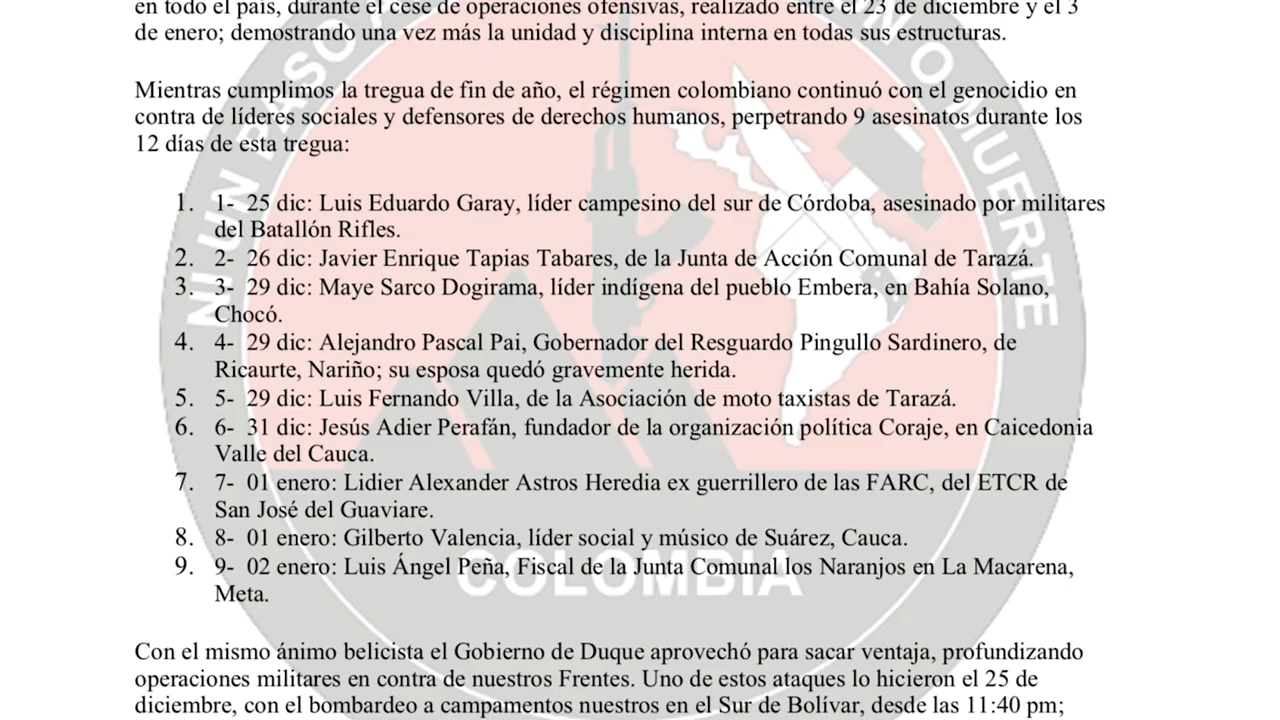 en todo el país, durante el cese de operaciones ofensivas, realizado entre el 23 de diciembre y el 3
de enero; demostrando una vez más la unidad y disciplina interna en todas sus estructuras.
Mientras cumplimos la tregua de fin de año, el régimen colombiano continuó con el genocidio en
contra de líderes sociales y defensores de derechos humanos, perpetrando 9 asesinatos durante los
12 días de esta tregua:
1. 1- 25 dic: Luis Eduardo Garay, líder campesino del sur de Córdoba, asesinado por militares
del Batallón Rifles.
2. 2- 26 dic: Javier Enrique Tapias Tabares, de la Junta de Acción Comunal de Tarazá.
3. 3- 29 dic: Maye Sarco Dogirama, líder indígena del pueblo Embera, en Bahía Solano,
Chocó.
4. 4- 29 dic: Alejandro Pascal Pai, Gobernador del Resguardo Pingullo Sardinero, de
Ricaurte, Nariño; su esposa quedó gravemente herida.
5. 5- 29 dic: Luis Fernando Villa, de la Asociación de moto taxistas de Tarazá.
6. 6- 31 dic: Jesús Adier Perafán, fundador de la organización política Coraje, en Caicedonia
Valle del Cauca.
7. 7- 01 enero: Lidier Alexander Astros Heredia ex guerrillero de las FARC, del ETCR de
San José del Guaviare.
8. 8- 01 enero: Gilberto Valencia, líder social y músico de Suárez, Cauca.
9. 9- 02 enero: Luis Ángel Peña, Fiscal de la Junta Comunal los Naranjos en La Macarena,
Meta.
Con el mismo ánimo belicista el Gobierno de Duque aprovechó para sacar ventaja, profundizando
operaciones militares en contra de nuestros Frentes. Uno de estos ataques lo hicieron el 25 de
diciembre, con el bombardeo a campamentos nuestros en el Sur de Bolívar, desde las 11:40 pm;
NI UN PASO
O MUERTE
COLOMBIA